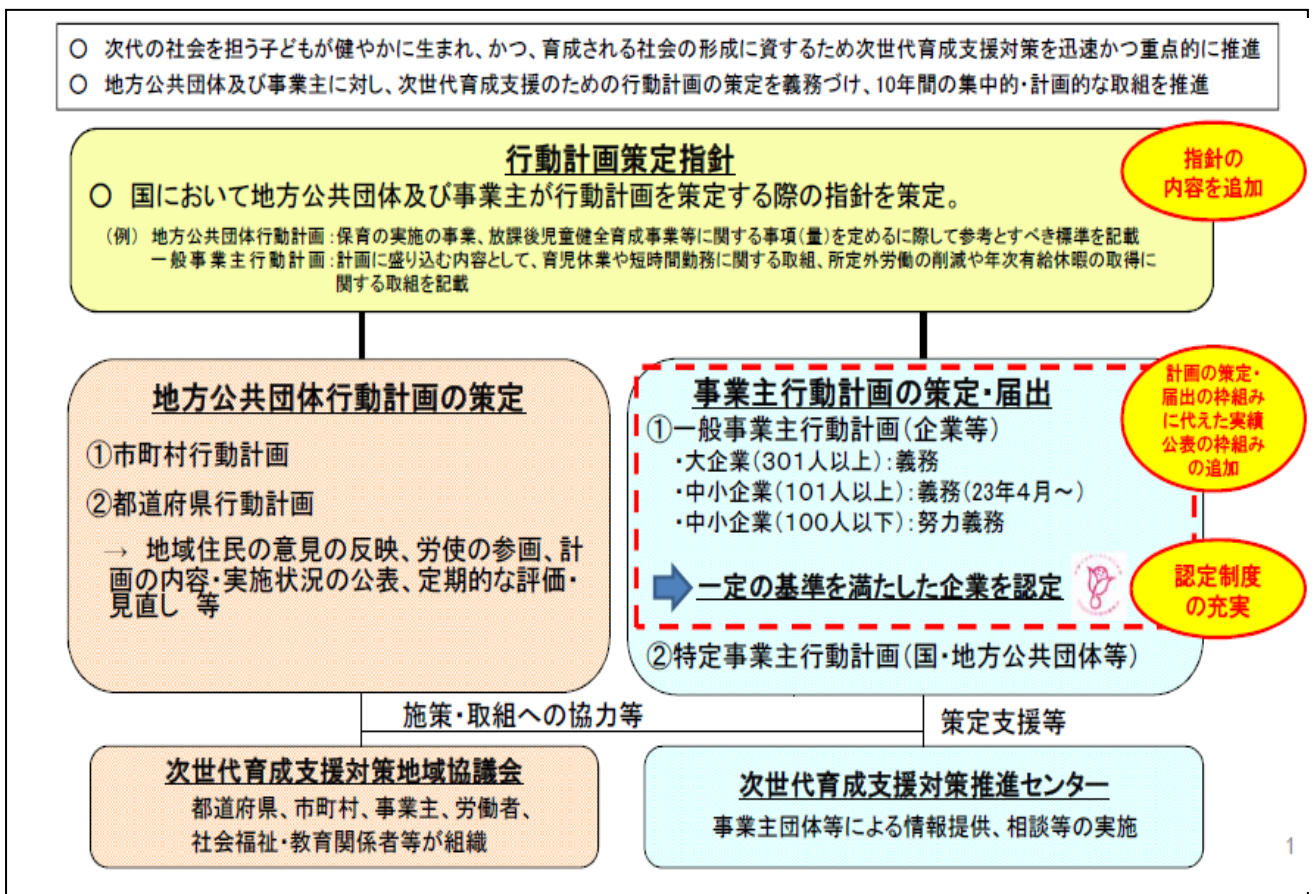 ○ 次代の社会を担う子どもが健やかに生まれ、かつ、育成される社会の形成に資するため次世代育成支援対策を迅速かつ重点的に推進
○ 地方公共団体及び事業主に対し、次世代育成支援のための行動計画の策定を義務づけ、10年間の集中的・計画的な取組を推進
行動計画策定指針
○ 国において地方公共団体及び事業主が行動計画を策定する際の指針を策定。
(例) 地方公共団体行動計画:保育の実施の事業、放課後児童健全育成事業等に関する事項(量)を定めるに際して参考とすべき標準を記載
一般事業主行動計画:計画に盛り込む内容として、育児休業や短時間勤務に関する取組、所定外労働の削減や年次有給休暇の取得に
関する取組を記載
指針の
内容を追加
地方公共団体行動計画の策定
①市町村行動計画
②都道府県行動計画
→ 地域住民の意見の反映、労使の参画、計
画の内容・実施状況の公表、定期的な評価・
見直し 等
事業主行動計画の策定・届出
①一般事業主行動計画(企業等)
・大企業(301人以上):義務
・中小企業(101人以上):義務(23年4月~)
・中小企業(100人以下):努力義務
一定の基準を満たした企業を認定
②特定事業主行動計画(国・地方公共団体等)
計画の策定・
届出の枠組み
に代えた実績
公表の枠組み
の追加
認定制度
の充実
施策・取組への協力等
策定支援等
次世代育成支援対策地域協議会
都道府県、市町村、事業主、労働者、
社会福祉・教育関係者等が組織
次世代育成支援対策推進センター
事業主団体等による情報提供、相談等の実施
1